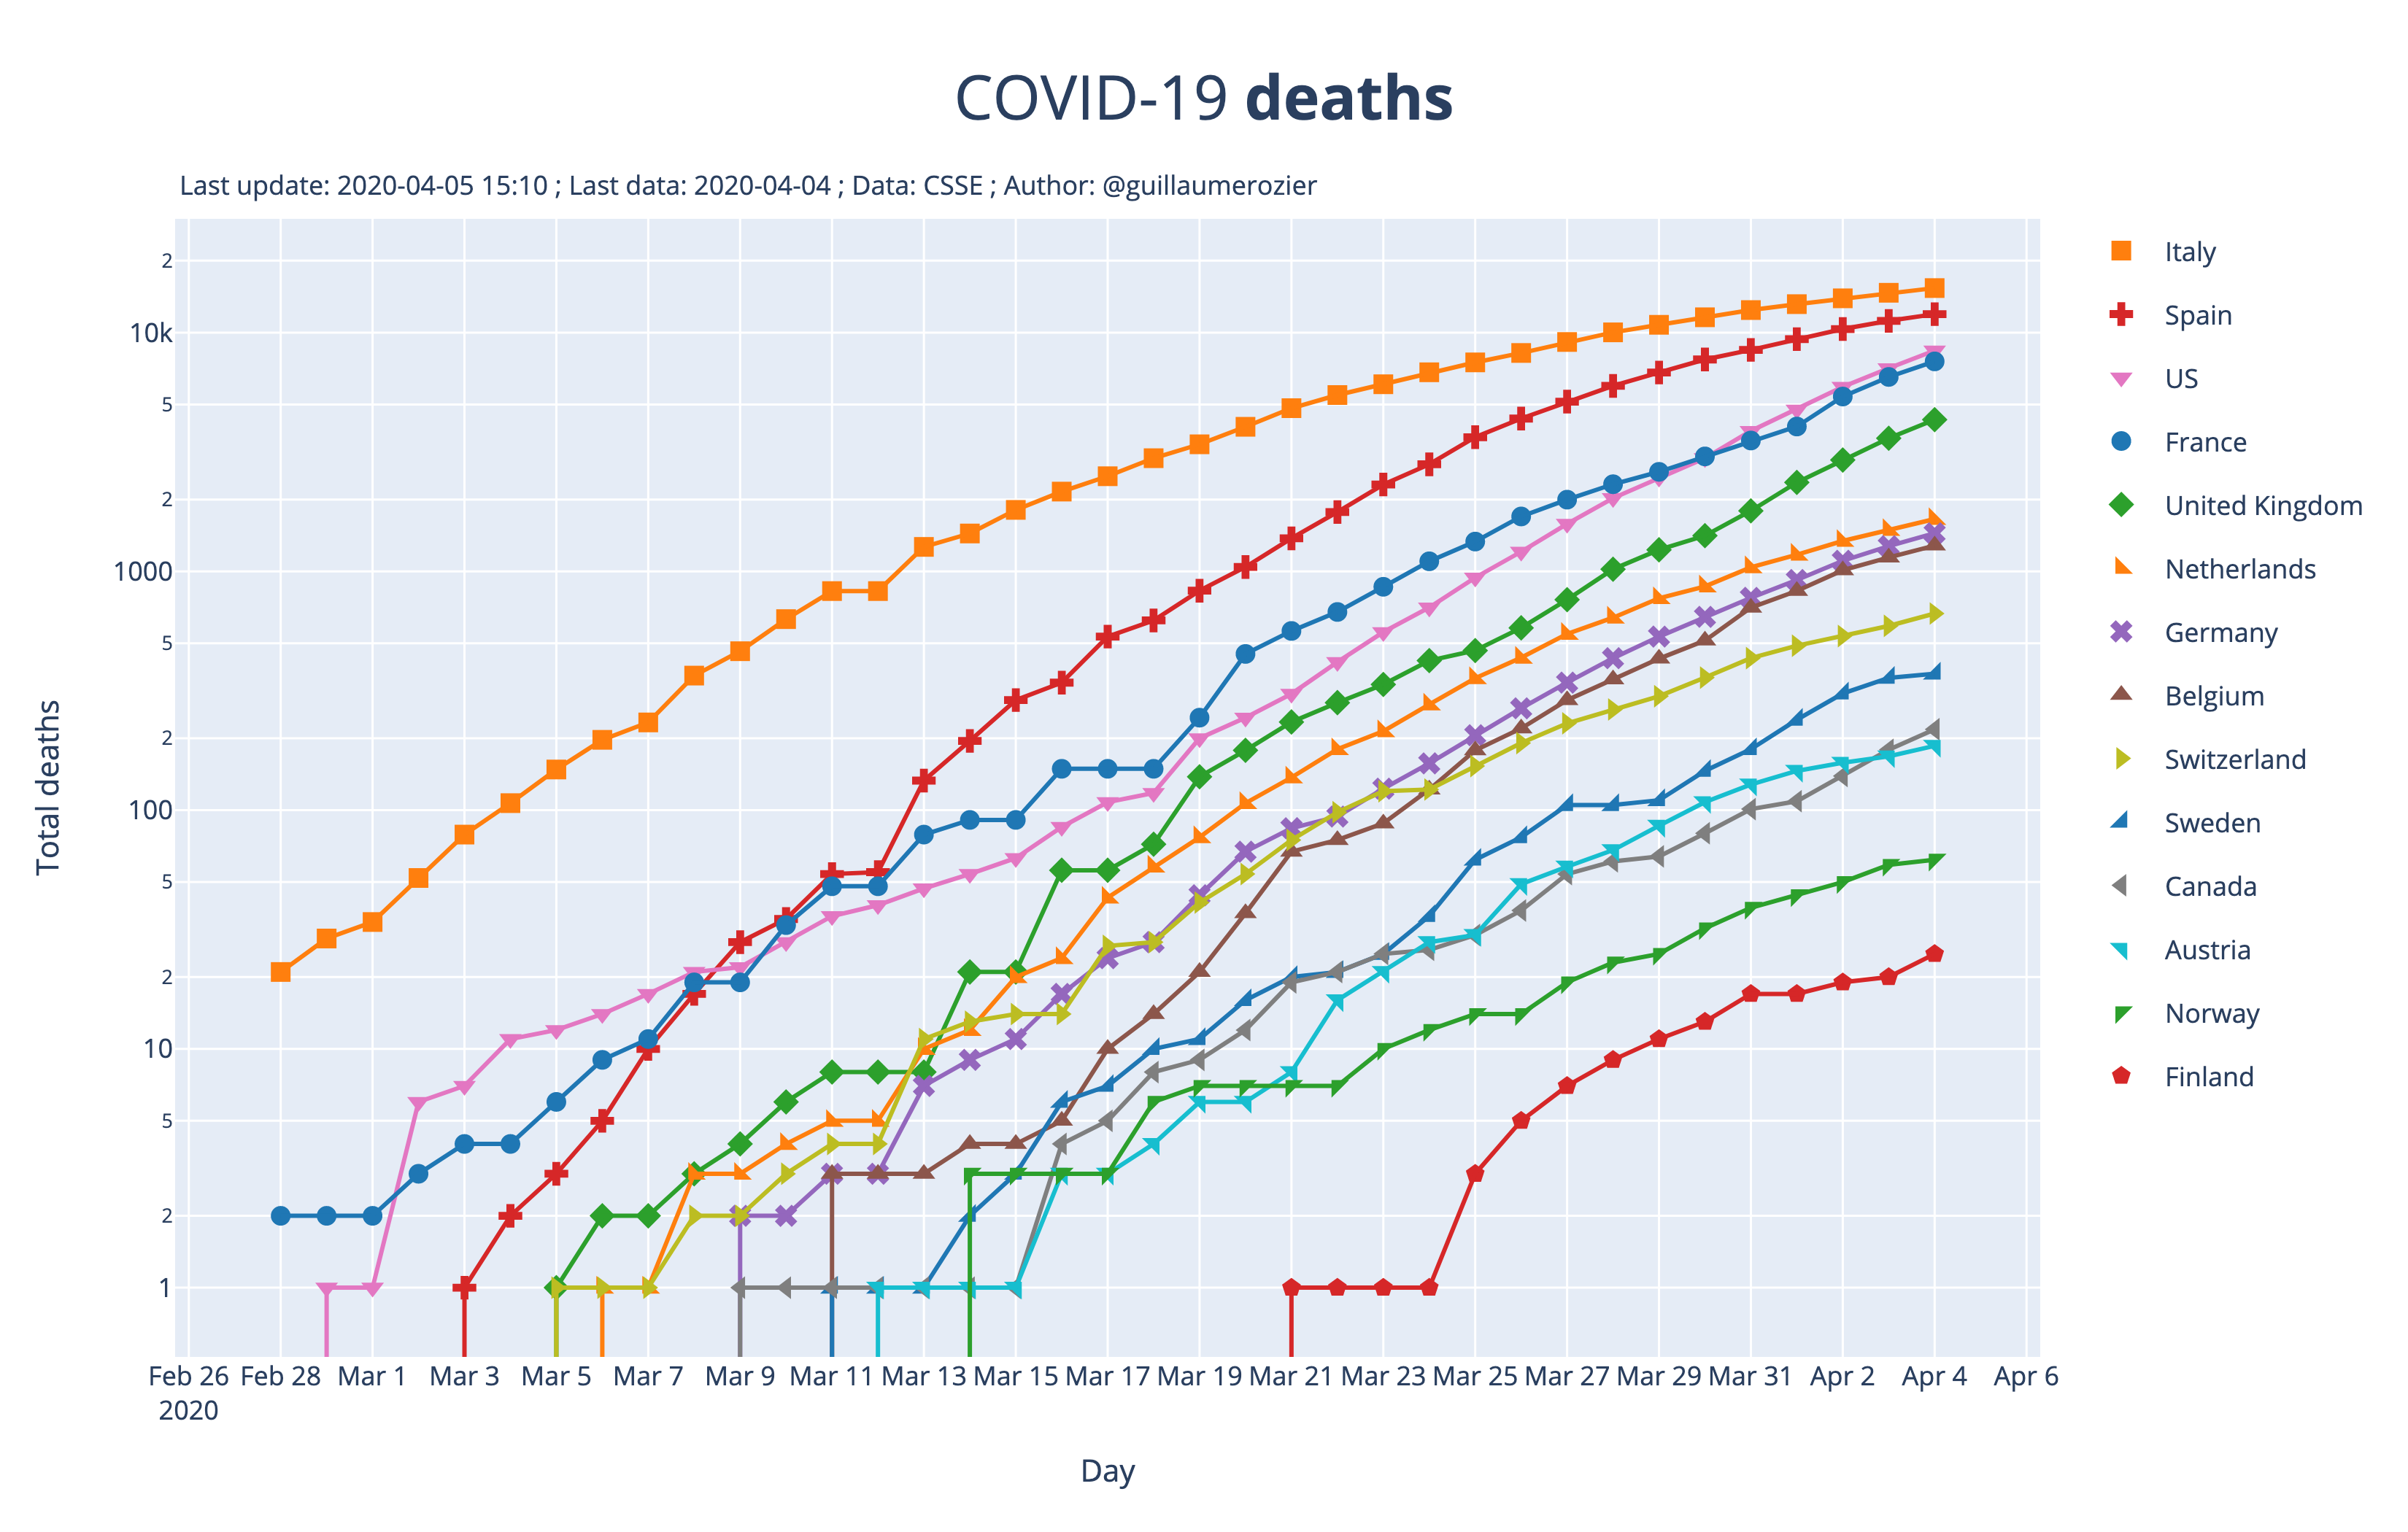 COVID-19 deaths
Last update: 2020-04-05 15:10 ; Last data: 2020-04-04 ; Data: CSSE ; Author: @guillaumerozier
2
10k
5
2
1000
5
2
100
5
2
10
5
2
1
Total deaths
Feb 26 Feb 28 Mar 1 Mar 3 Mar 5 Mar 7 Mar 9 Mar 11 Mar 13 Mar 15 Mar 17 Mar 19 Mar 21 Mar 23 Mar 25 Mar 27 Mar 29 Mar 31 Apr 2 Apr 4 Apr 6
2020
Day
Italy
Spain
US
France
United Kingdom
Netherlands
Germany
Belgium
Switzerland
Sweden
Canada
Austria
Norway
Finland